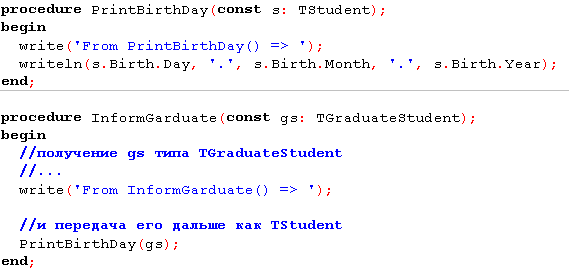 procedure PrintBirthDay(const s: TStudent);
begin
  write('From PrintBirthDay() => ');
  writeln(s.Birth.Day, '.', s.Birth.Month, '.', s.Birth.Year);
end;
procedure InformGarduate(const gs: TGraduateStudent);
begin
  //получение gs типа TGraduateStudent
  //...
  write('From InformGarduate() => ');
  //и передача его дальше как TStudent
  PrintBirthDay(gs);
end;